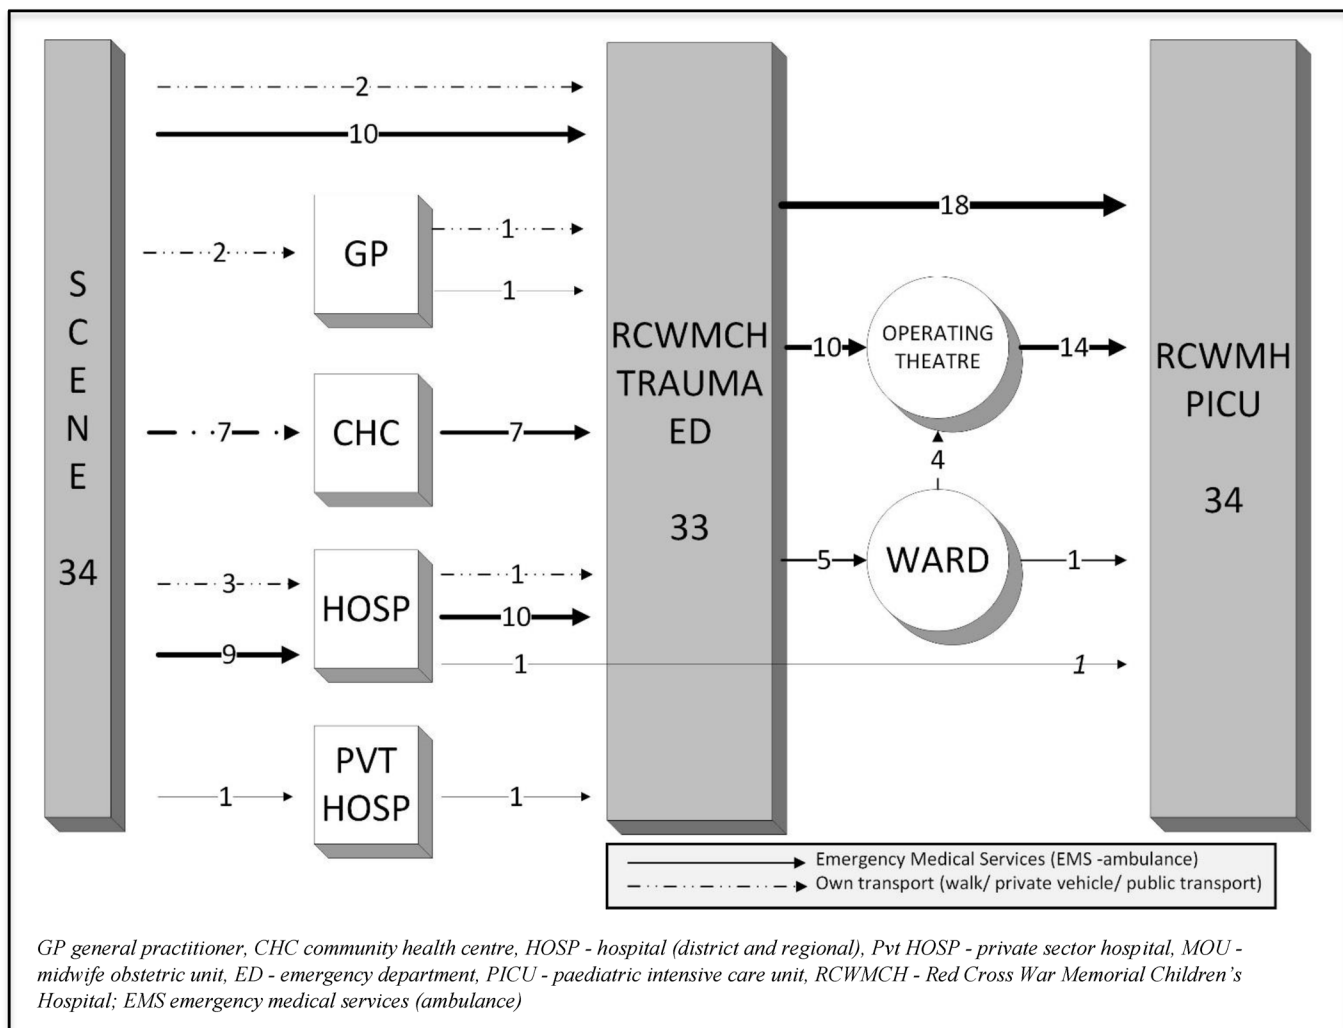 S
C
E
N
E
34
2
10
2
GP
1
1
7
CHC
7
3
9
HOSP
1
10
1
1
PVT
HOSP
1
RCWMCH
TRAUMA
ED
33
18
10
OPERATING
THEATRE
14
4
5
WARD
1
1
RCWMH
PICU
34
Emergency Medical Services (EMS -ambulance)
Own transport (walk/ private vehicle/ public transport)
GP general practitioner, CHC community health centre, HOSP - hospital (district and regional), Pvt HOSP - private sector hospital, MOU -
midwife obstetric unit, ED - emergency department, PICU - paediatric intensive care unit, RCWMCH - Red Cross War Memorial Children’s
Hospital; EMS emergency medical services (ambulance)